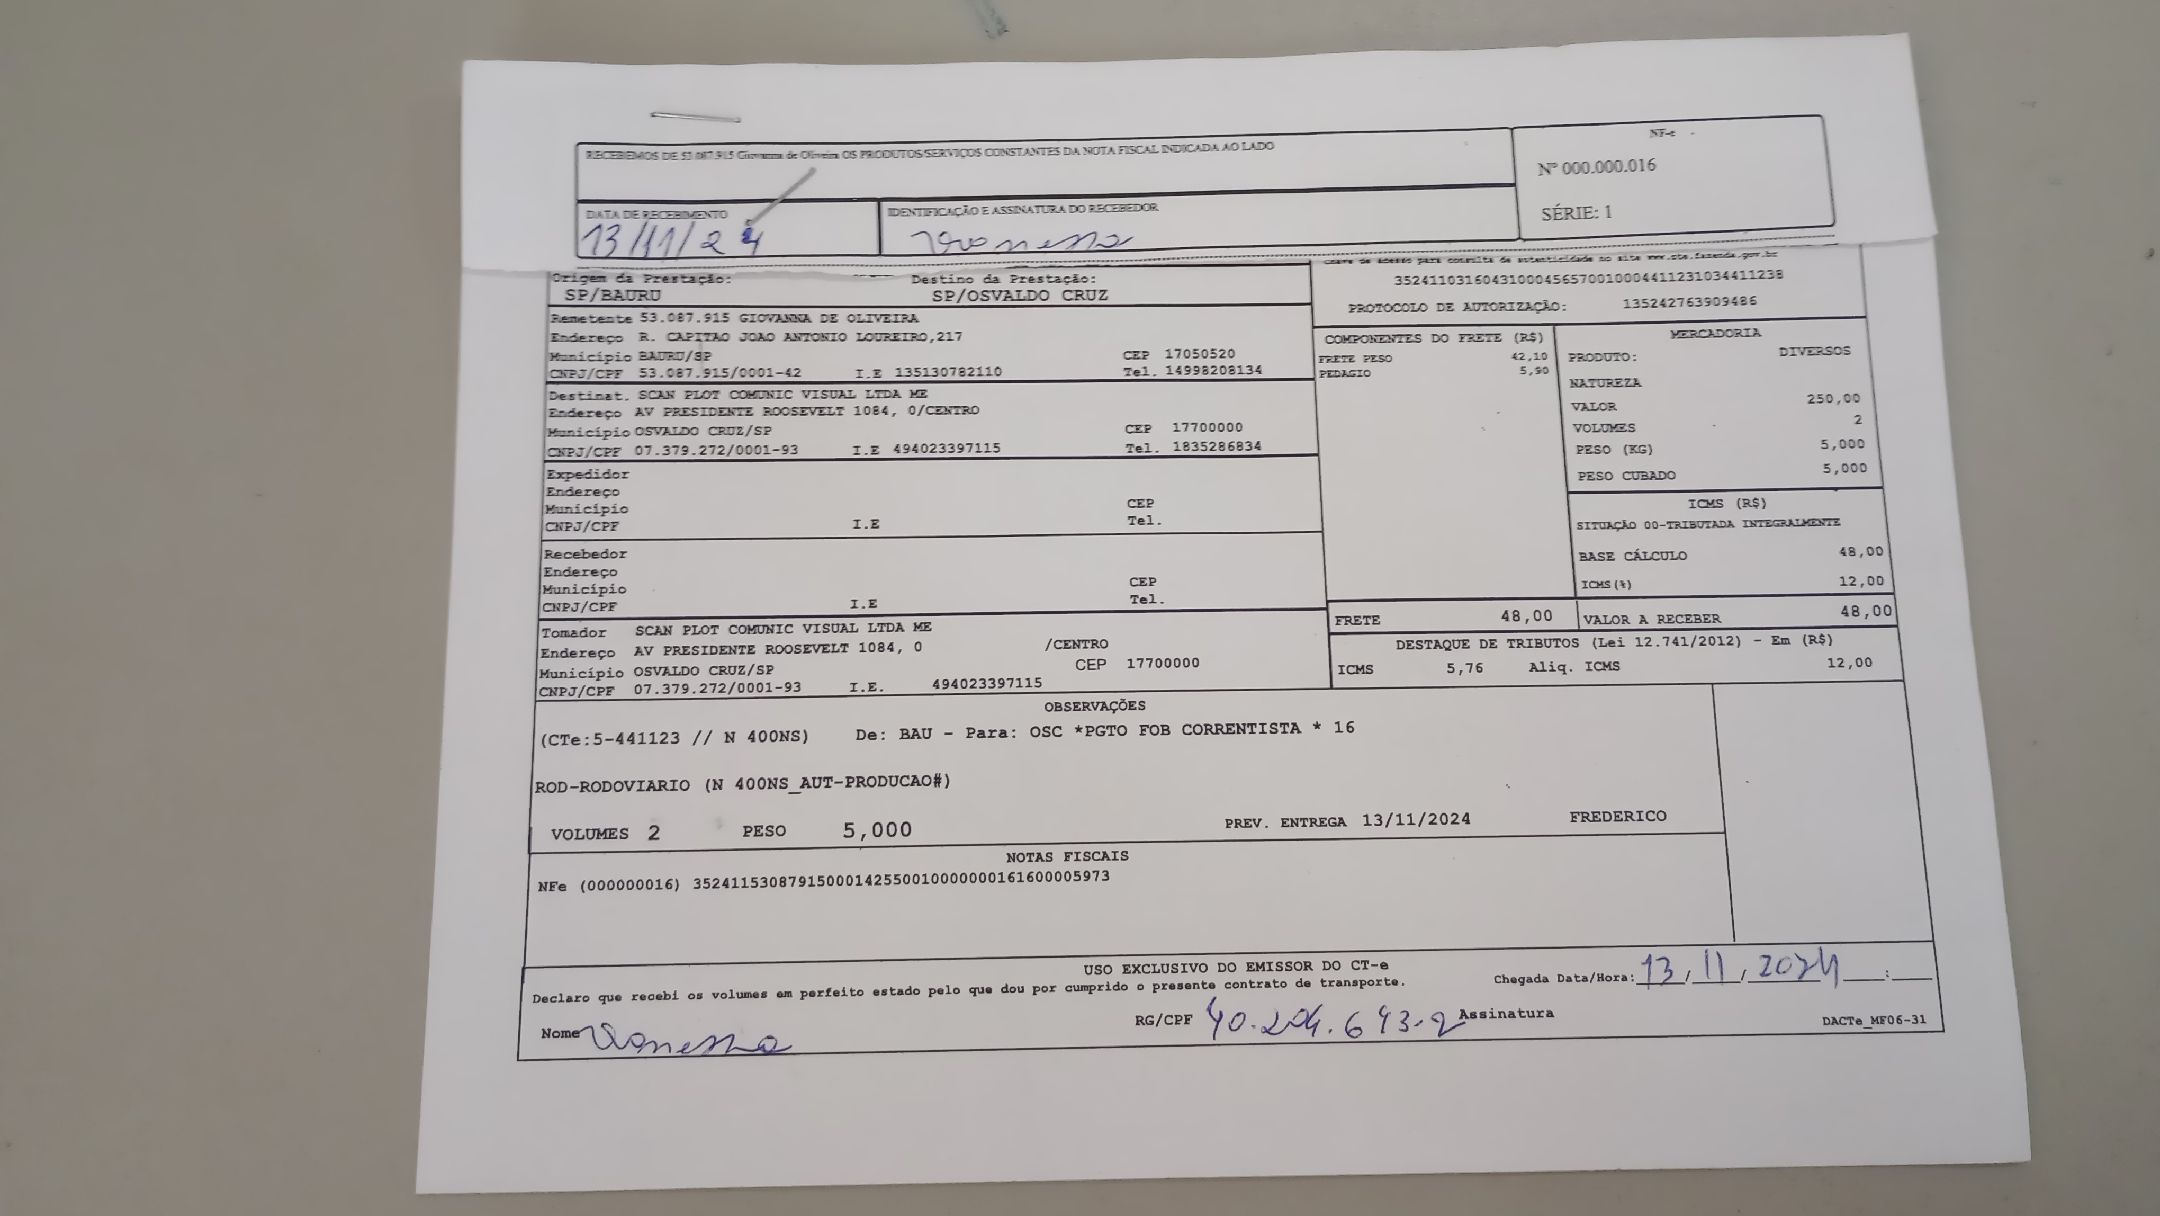 RECEBEMOS DE 53.087.915 Giovanna de Oliveira OS PRODUTOS/SERVIÇOS CONSTANTES DA NOTA FISCAL INDICADA AO LADO
NF-e
Nº 000.000.016
SÉRIE: 1
DATA DE RECEBIMENTO
13/11/24
IDENTIFICAÇÃO E ASSINATURA DO RECEBEDOR
Vanessa
Chave de acesso para consulta de autenticidade no site www.cte.fazenda.gov.br
35241103160431000456570010004411231034411238
PROTOCOLO DE AUTORIZAÇÃO: 135242763909486
Origem da Prestação: Destino da Prestação:
SP/BAURU SP/OSVALDO CRUZ
Remetente 53.087.915 GIOVANNA DE OLIVEIRA
Endereço R. CAPITAO JOAO ANTONIO LOUREIRO,217
Município BAURU/SP CEP 17050520
CNPJ/CPF 53.087.915/0001-42 I.E 135130782110 Tel. 14998208134
Destinat. SCAN PLOT COMUNIC VISUAL LTDA ME
Endereço AV PRESIDENTE ROOSEVELT 1084, 0/CENTRO
Município OSVALDO CRUZ/SP CEP 17700000
CNPJ/CPF 07.379.272/0001-93 I.E 494023397115 Tel. 1835286834
Expedidor
Endereço
Município CEP
CNPJ/CPF I.E Tel.
Recebedor
Endereço
Município CEP
CNPJ/CPF I.E Tel.
Tomador SCAN PLOT COMUNIC VISUAL LTDA ME
Endereço AV PRESIDENTE ROOSEVELT 1084, 0 /CENTRO
Município OSVALDO CRUZ/SP CEP 17700000
CNPJ/CPF 07.379.272/0001-93 I.E. 494023397115
COMPONENTES DO FRETE (R$)
FRETE PESO 42,10
PEDAGIO 5,90
MERCADORIA
PRODUTO: DIVERSOS
NATUREZA
VALOR 250,00
VOLUMES 2
PESO (KG) 5,000
PESO CUBADO 5,000
ICMS (R$)
SITUAÇÃO 00-TRIBUTADA INTEGRALMENTE
BASE CÁLCULO 48,00
ICMS(%) 12,00
FRETE 48,00 VALOR A RECEBER 48,00
DESTAQUE DE TRIBUTOS (Lei 12.741/2012) - Em (R$)
ICMS 5,76 Aliq. ICMS 12,00
OBSERVAÇÕES
(CTe:5-441123 // N 400NS) De: BAU - Para: OSC *PGTO FOB CORRENTISTA * 16
ROD-RODOVIARIO (N 400NS_AUT-PRODUCAO#)
VOLUMES 2 PESO 5,000 PREV. ENTREGA 13/11/2024 FREDERICO
NOTAS FISCAIS
NFe (000000016) 35241153087915000142550010000000161600005973
USO EXCLUSIVO DO EMISSOR DO CT-e
Declaro que recebi os volumes em perfeito estado pelo que dou por cumprido o presente contrato de transporte.
Chegada Data/Hora: 13/11/2024 :
Nome Vanessa RG/CPF 40.204.643-2 Assinatura
DACTe_MF06-31